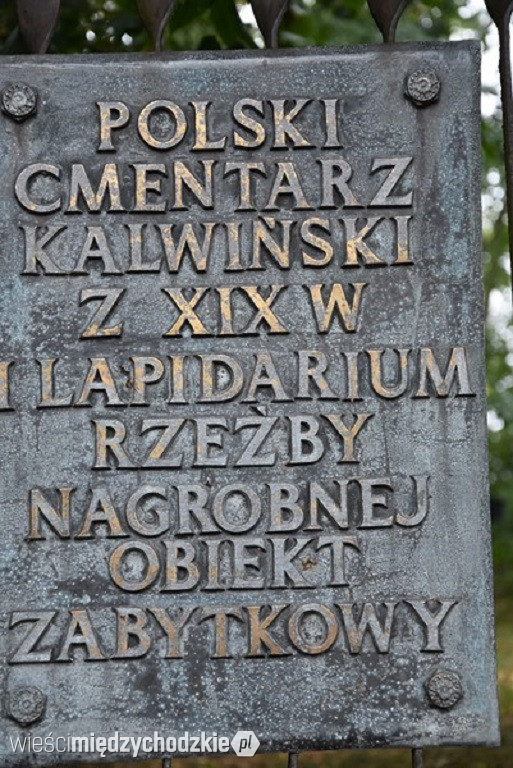 POLSKI
CMENTARZ
KALWIŃSKI
Z XIX W
I LAPIDARIUM
RZEŹBY
NAGROBNEJ
OBIEKT
ZABYTKOWY
wieścimiędzychodzkie.pl